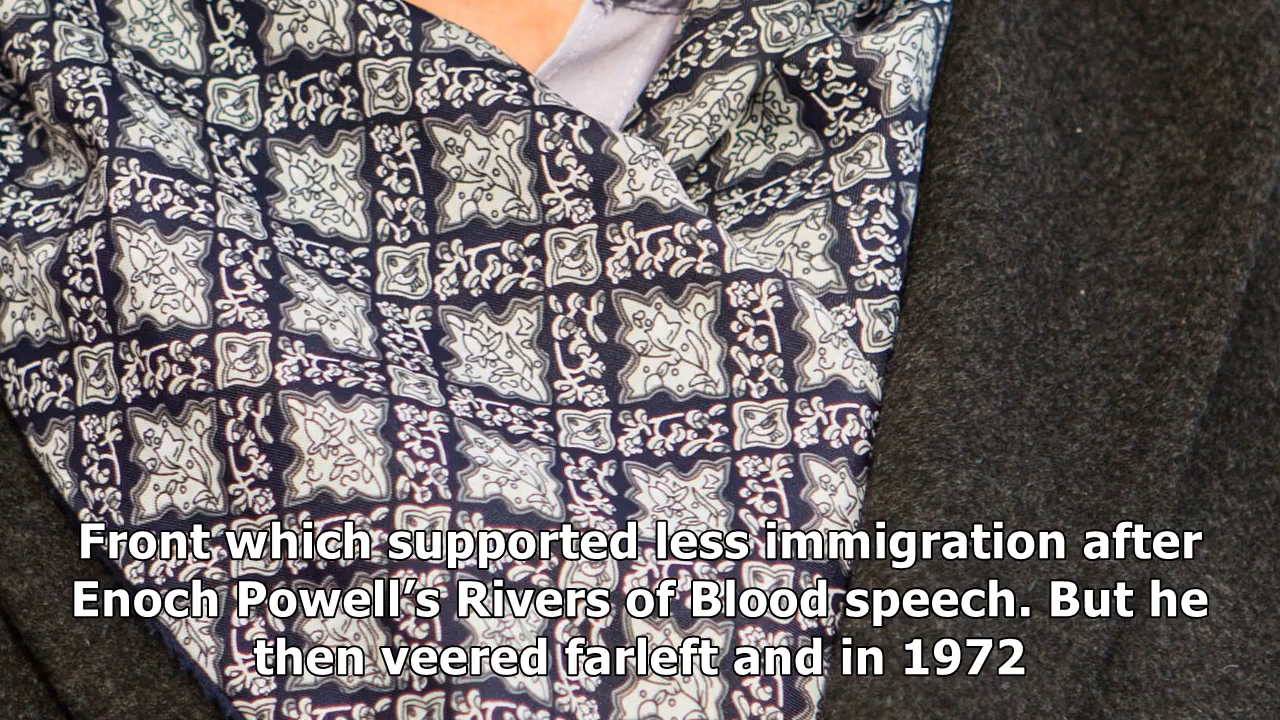 Front which supported less immigration after
Enoch Powell’s Rivers of Blood speech. But he
then veered farleft and in 1972